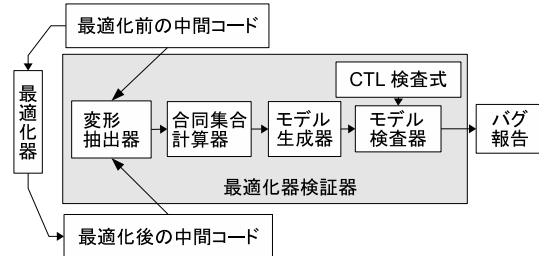 最適化前の中間コード
最適化器
CTL 検査式
変形
抽出器
合同集合
計算器
モデル
生成器
モデル
検査器
バグ
報告
最適化器検証器
最適化後の中間コード